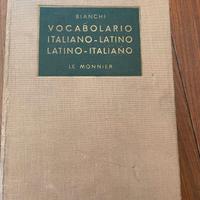 BIANCHI
VOCABOLARIO
ITALIANO-LATINO
LATINO-ITALIANO
LE MONNIER